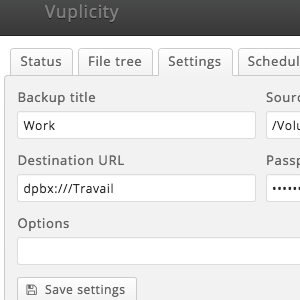 Vuplicity
Status File tree Settings Schedul
Backup title Sourc
Work /Volu
Destination URL Passp
dpbx:///Travail ••••••
Options
Save settings